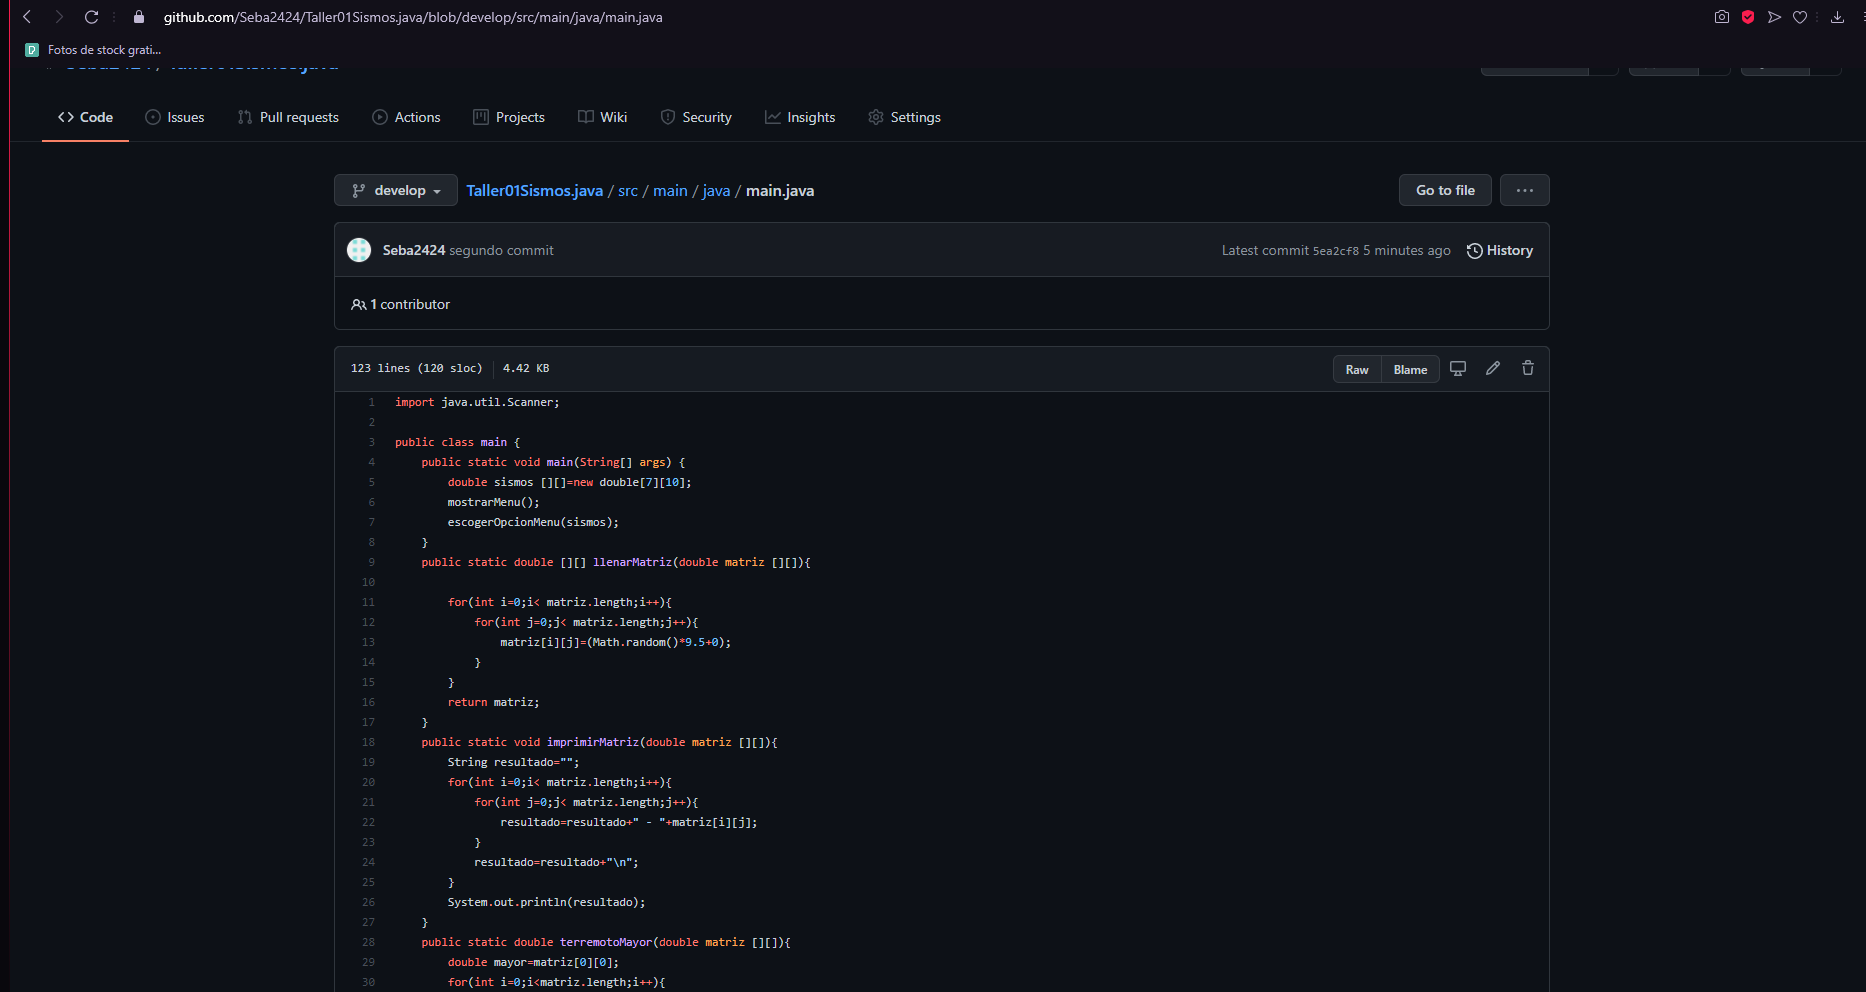 github.com/Seba2424/Taller01Sismos.java/blob/develop/src/main/java/main.java
Fotos de stock grati...
Seba2424 / Taller01Sismos.java
Code Issues Pull requests Actions Projects Wiki Security Insights Settings
develop Taller01Sismos.java / src / main / java / main.java Go to file ...
Seba2424 segundo commit Latest commit 5ea2cf8 5 minutes ago History
1 contributor
123 lines (120 sloc) 4.42 KB Raw Blame
1 import java.util.Scanner;
2
3 public class main {
4 public static void main(String[] args) {
5 double sismos [][]=new double[7][10];
6 mostrarMenu();
7 escogerOpcionMenu(sismos);
8 }
9 public static double [][] llenarMatriz(double matriz [][]){
10
11 for(int i=0;i< matriz.length;i++){
12 for(int j=0;j< matriz.length;j++){
13 matriz[i][j]=(Math.random()*9.5+0);
14 }
15 }
16 return matriz;
17 }
18 public static void imprimirMatriz(double matriz [][]){
19 String resultado="";
20 for(int i=0;i< matriz.length;i++){
21 for(int j=0;j< matriz.length;j++){
22 resultado=resultado+" - "+matriz[i][j];
23 }
24 resultado=resultado+"\n";
25 }
26 System.out.println(resultado);
27 }
28 public static double terremotoMayor(double matriz [][]){
29 double mayor=matriz[0][0];
30 for(int i=0;i<matriz.length;i++){